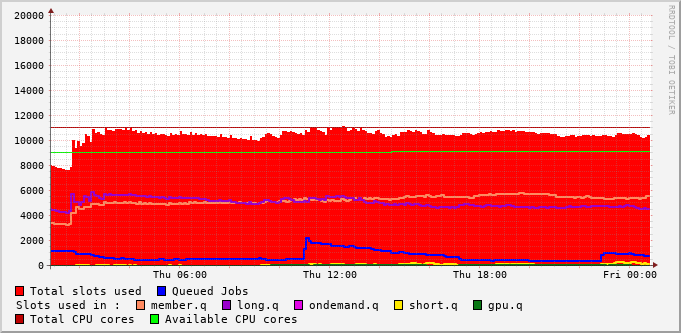 20000
18000
16000
14000
12000
10000
8000
6000
4000
2000
0
Thu 06:00 Thu 12:00 Thu 18:00 Fri 00:00
RRDTOOL / TOBI OETIKER
Total slots used Queued Jobs
Slots used in : member.q long.q ondemand.q short.q gpu.q
Total CPU cores Available CPU cores